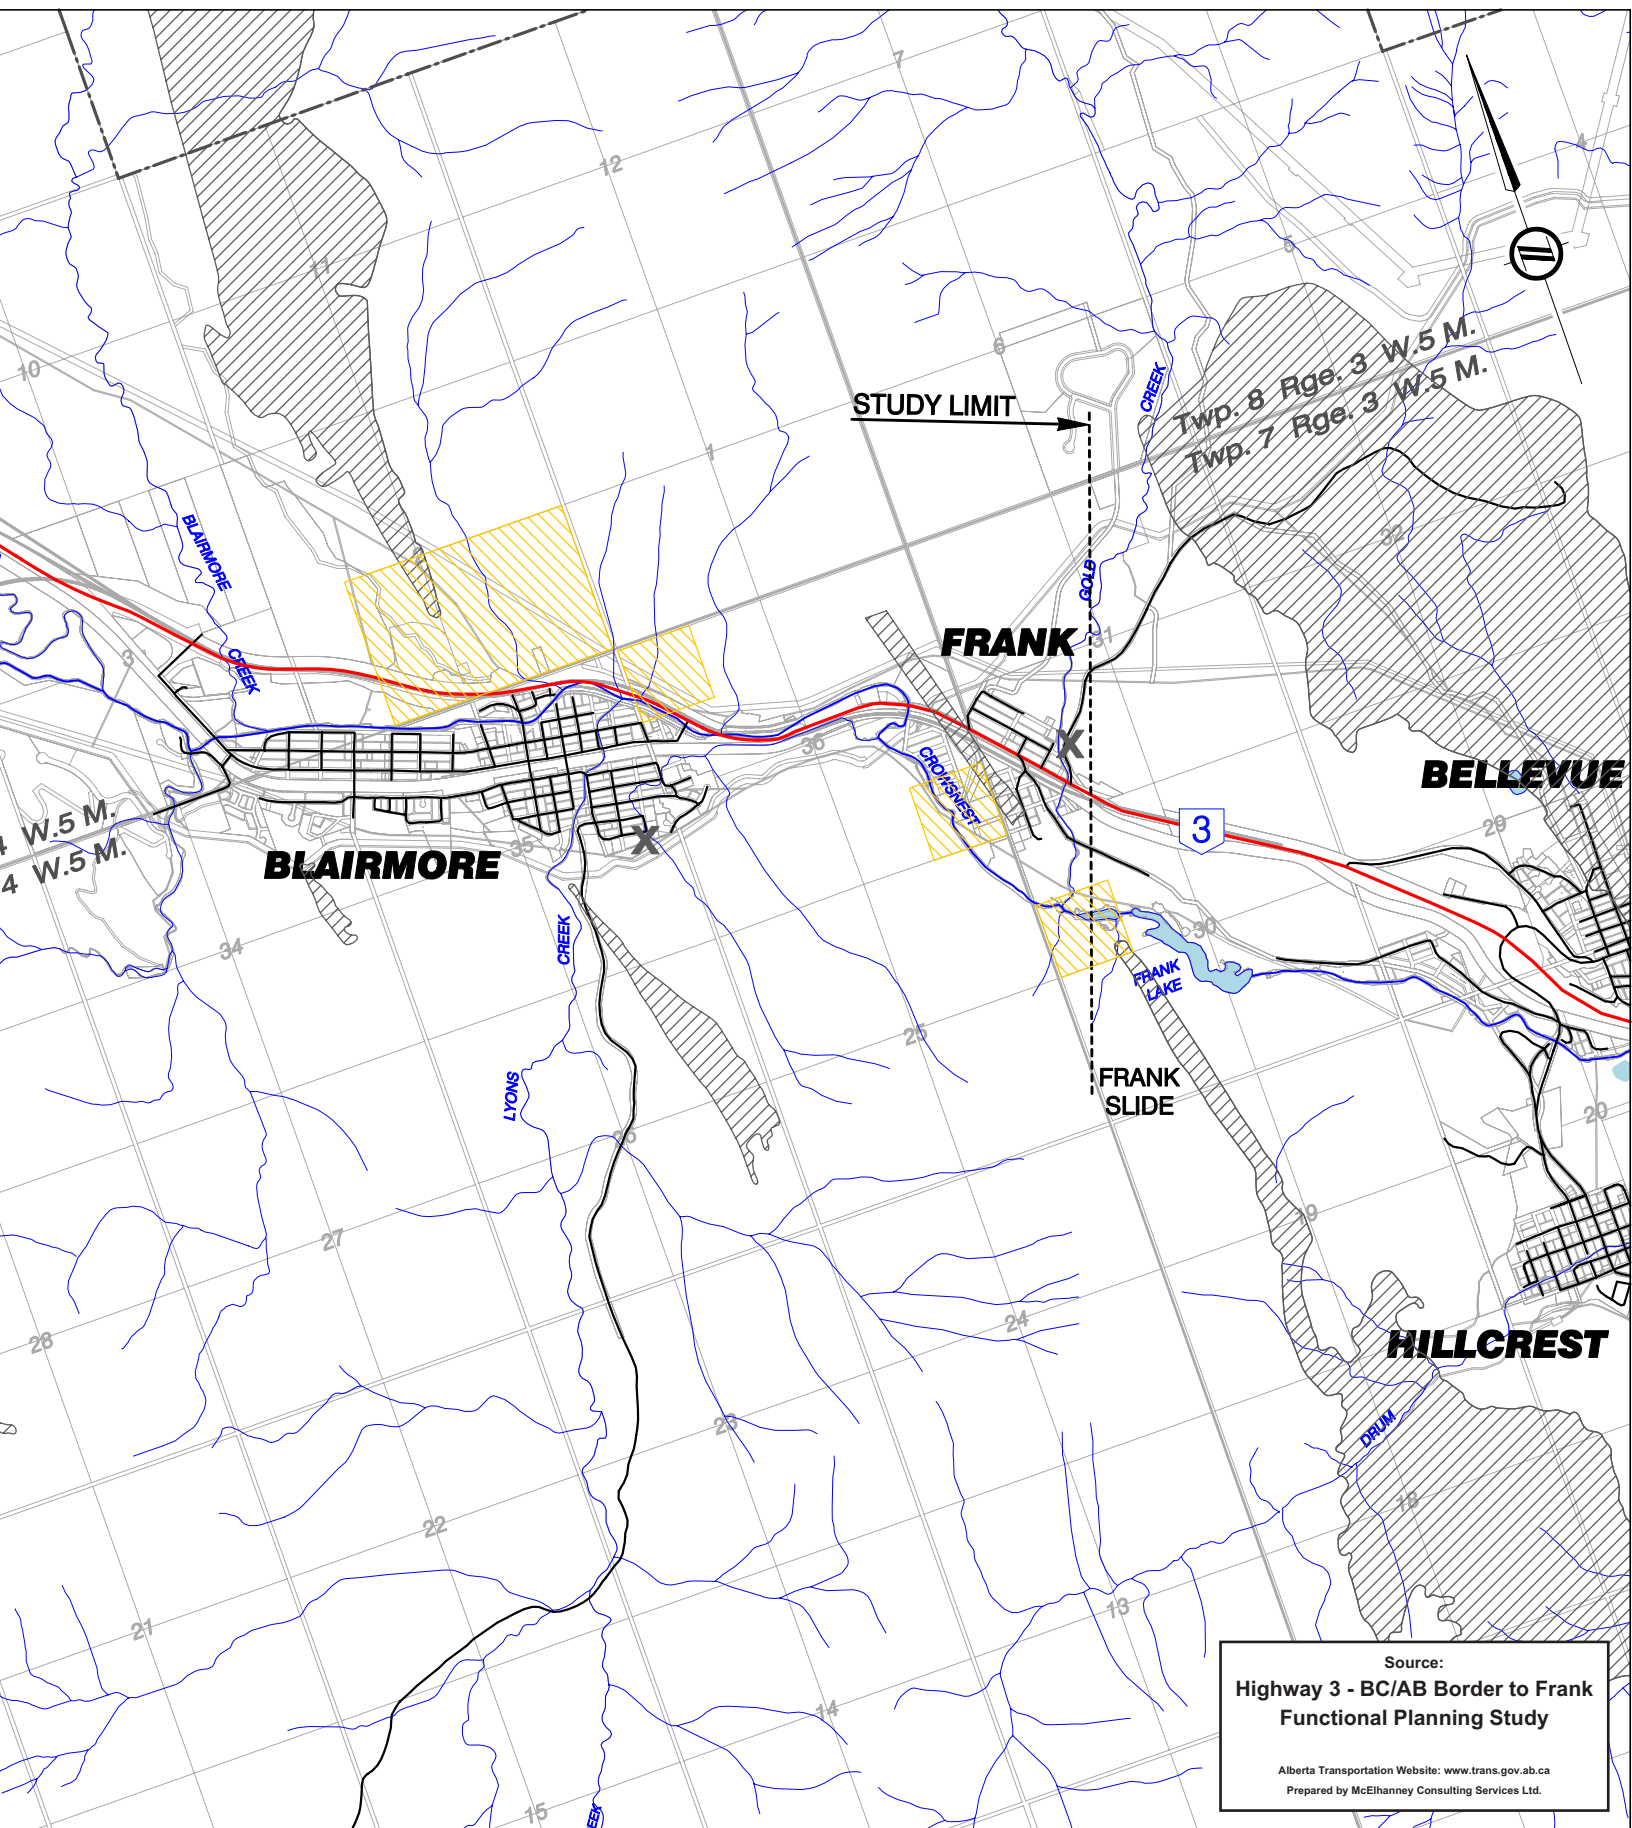 7
4
12
5
11
10
6
Twp. 8 Rge. 3 W.5 M.
Twp. 7 Rge. 3 W.5 M.
STUDY LIMIT
CREEK
1
BLAIRMORE
32
2
GOLD
31
FRANK
3
CREEK
36
X
CROWSNEST
BELLEVUE
3
29
4 W.5 M.
4 W.5 M.
X
35
BLAIRMORE
30
34
CREEK
FRANK
LAKE
25
LYONS
FRANK
SLIDE
20
26
19
27
24
28
HILLCREST
23
DRUM
18
22
13
21
14
15
EEK
Source:
Highway 3 - BC/AB Border to Frank
Functional Planning Study
Alberta Transportation Website: www.trans.gov.ab.ca
Prepared by McElhanney Consulting Services Ltd.